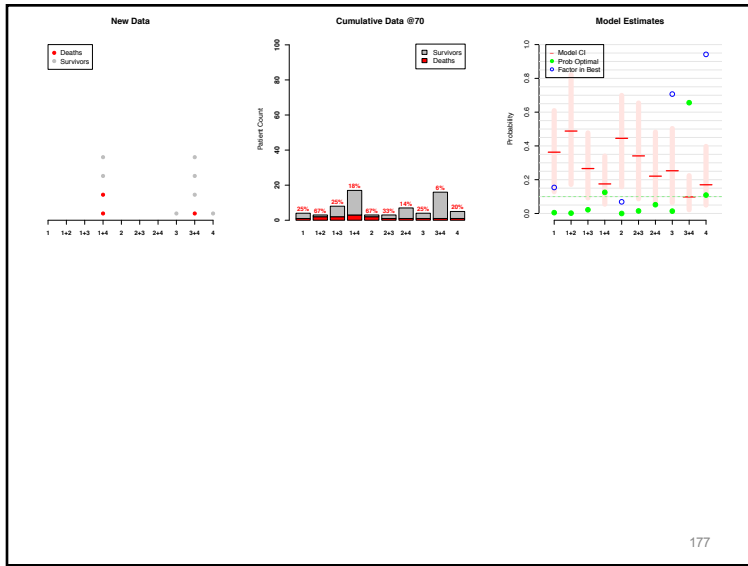 New Data
Deaths
Survivors
1 1+2 1+3 1+4 2 2+3 2+4 3 3+4 4
Cumulative Data @70
Patient Count
100
80
60
40
20
0
Survivors
Deaths
25% 67% 25% 18% 67% 33% 14% 25% 6% 20%
1 1+2 1+3 1+4 2 2+3 2+4 3 3+4 4
Model Estimates
Probability
1.0
0.8
0.6
0.4
0.2
0.0
Model CI
Prob Optimal
Factor in Best
1 1+2 1+3 1+4 2 2+3 2+4 3 3+4 4
177